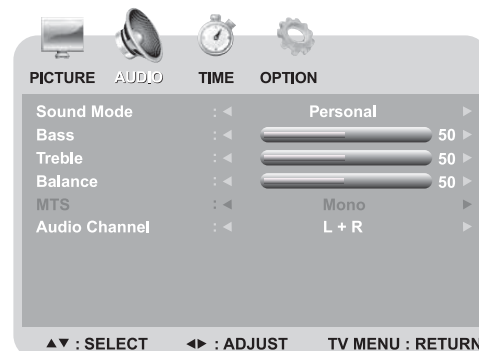 PICTURE AUDIO TIME OPTION
Sound Mode : ◀ Personal ▶
Bass : ◀ 50 ▶
Treble : ◀ 50 ▶
Balance : ◀ 50 ▶
MTS : ◀ Mono ▶
Audio Channel : ◀ L + R ▶
▲▼ : SELECT ◀▶ : ADJUST TV MENU : RETURN